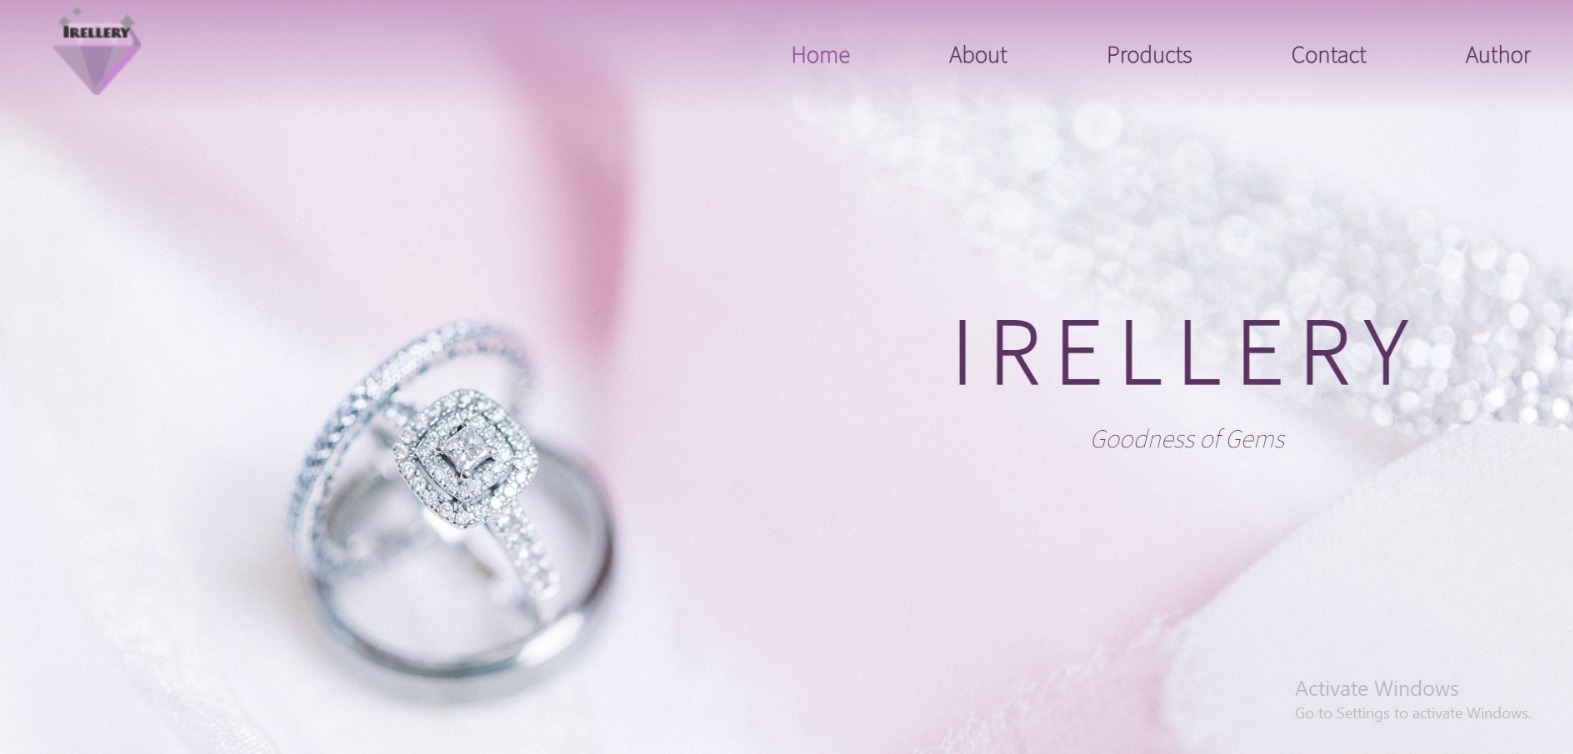 IRELLERY
Home About Products Contact Author
IRELLERY
Goodness of Gems
Activate Windows
Go to Settings to activate Windows.